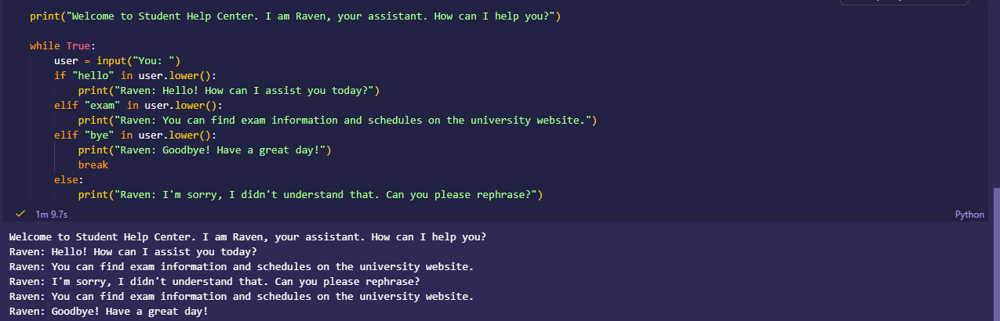 print("Welcome to Student Help Center. I am Raven, your assistant. How can I help you?")
while True:
    user = input("You: ")
    if "hello" in user.lower():
        print("Raven: Hello! How can I assist you today?")
    elif "exam" in user.lower():
        print("Raven: You can find exam information and schedules on the university website.")
    elif "bye" in user.lower():
        print("Raven: Goodbye! Have a great day!")
        break
    else:
        print("Raven: I'm sorry, I didn't understand that. Can you please rephrase?")
1m 9.7s
Python
Welcome to Student Help Center. I am Raven, your assistant. How can I help you?
Raven: Hello! How can I assist you today?
Raven: You can find exam information and schedules on the university website.
Raven: I'm sorry, I didn't understand that. Can you please rephrase?
Raven: You can find exam information and schedules on the university website.
Raven: Goodbye! Have a great day!